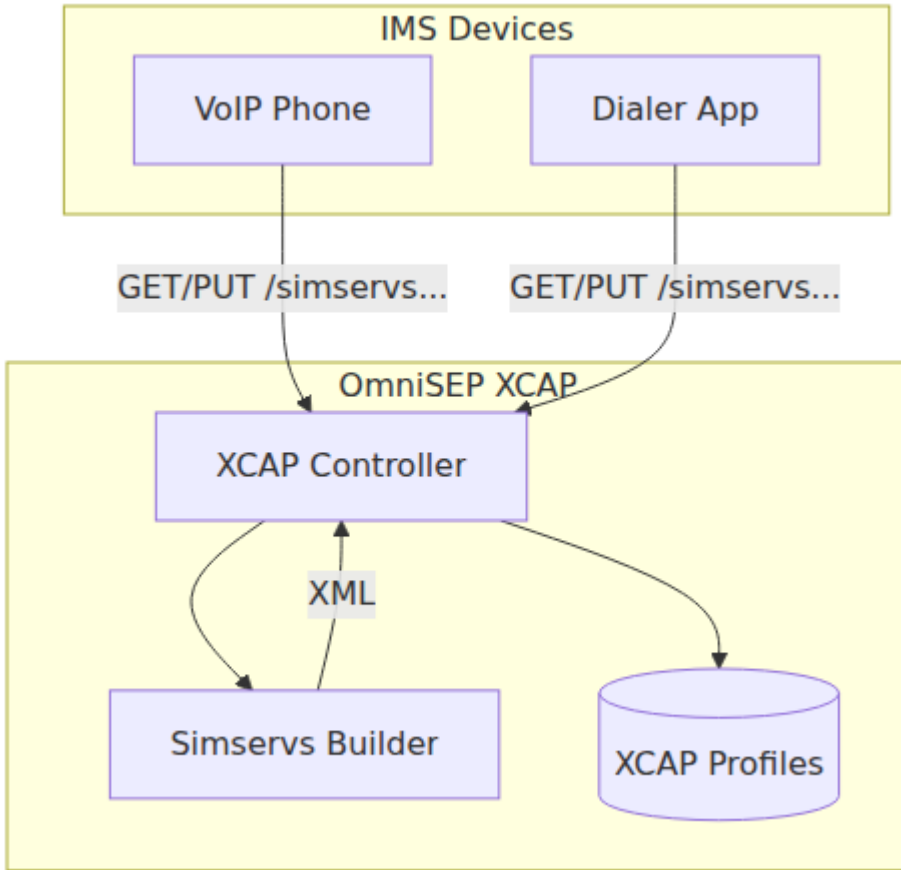 IMS Devices
VoIP Phone
Dialer App
GET/PUT /simservs...
GET/PUT /simservs...
OmniSEP XCAP
XCAP Controller
XML
Simservs Builder
XCAP Profiles